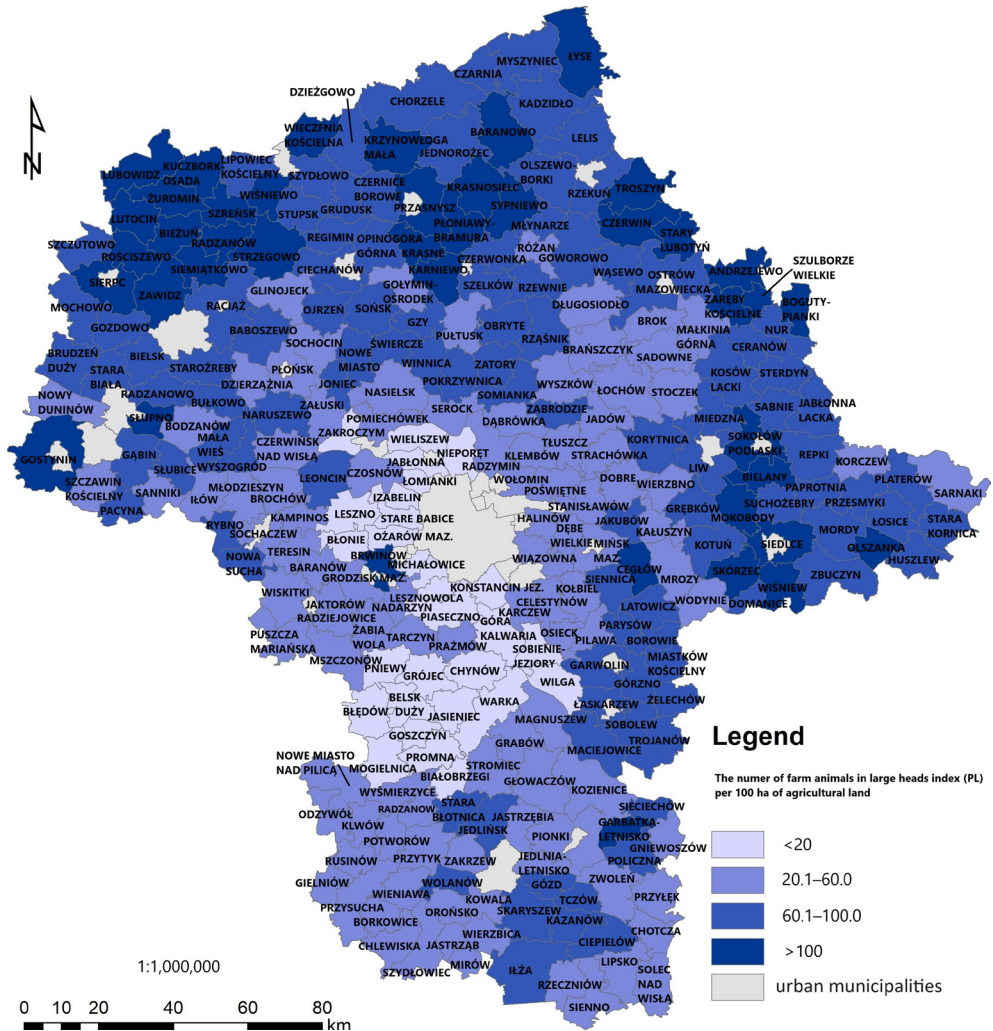 ŁYSE
MYSZYNIEC
CZARNIA
DZIEŻGOWO
CHORZELE
KADZIDŁO
WIECZFNIA
KOŚCIELNA
KRZYNOWŁOGA
MAŁA
BARANOWO
LELIS
JEDNOROŻEC
N
LUBOWIDZ
KUCZBORK-
OSADA
LIPOWIEC
KOŚCIELNY
SZYDŁOWO
CZERNICE
BOROWE
OLSZEWO-
BORKI
RZEKUŃ
TROSZYN
ŻUROMIN
WIŚNIEWO
KRASNOSIELC
PRZASNYSZ
SYPNIEWO
LUTOCIN
SZREŃSK
STUPSK
GRUDUSK
PŁONIAWY-
BRAMURA
MŁYNARZE
CZERWIN
STARY
LUBOTYŃ
BIEŻUŃ
RADZANÓW
REGIMIN
OPINOGÓRA
GÓRNA
KRASNE
SZCZUTOWO
ROŚCISZEWO
STRZEGOWO
RÓŻAN
CZERWONKA
GOWOROWO
SIEMIĄTKOWO
CIECHANÓW
KARNIEWO
WĄSEWO
OSTRÓW
MAZOWIECKA
ANDRZEJEWO
SZULBORZE
WIELKIE
SIERPC
ZAWIDZ
GLINOJECK
GOŁYMIN-
OŚRODEK
SZELKÓW
RZEWNIE
ZARĘBY
KOŚCIELNE
BOGUTY-
PIANKI
MOCHOWO
RACIĄŻ
OJRZEŃ
SOŃSK
DŁUGOSIODŁO
GOZDOWO
BABOSZEWO
GZY
OBRYTE
BROK
MAŁKINIA
GÓRNA
NUR
SOCHOCIN
PUŁTUSK
RZĄŚNIK
CERANÓW
BRUDZEŃ
DUŻY
BIELSK
ŚWIERCZE
BRAŃSZCZYK
SADOWNE
STARA
BIAŁA
STAROŹREBY
PŁOŃSK
NOWE
MIASTO
WINNICA
ZATORY
KOSÓW
LACKI
STERDYŃ
DZIERZĄŻNIA
JONIEC
POKRZYWNICA
WYSZKÓW
ŁOCHÓW
STOCZEK
NOWY
DUNINÓW
RADZANOWO
BULKOWO
NASIELSK
SOMIANKA
SABNIE
JABŁONNA
LACKA
ZAŁUSKI
SEROCK
ZABRODZIE
MIEDZNĄ
SŁUPNO
BODZANÓW
NARUSZEWO
POMIECHÓWEK
DĄBRÓWKA
JADÓW
MAŁA
WIEŚ
ZAKROCZYM
WIELISZEW
SOKOŁÓW
PODLASKI
GOSTYNIN
GĄBIN
CZERWIŃSK
NAD WISŁĄ
NIEPORĘT
TŁUSZCZ
KORYTNICA
REPKI
KORCZEW
SŁUBICE
WYSZOGRÓD
JABŁONNA
KLEMBÓW
STRACHÓWKA
LIW
CZOSNÓW
RADZYMIN
BIELANY
PLATERÓW
SZCZAWIN
KOŚCIELNY
MŁODZIESZYN
LEONCIN
ŁOMIANKI
WOŁOMIN
DOBRE
WIERZBNO
PAPROTNIA
SARNAKI
SANNIKI
IŁÓW
BROCHÓW
IZABELIN
POŚWIĘTNE
GRĘBKÓW
SUCHOŻEBRY
PRZESMYKI
PACYNA
STANISŁAWÓW
LESZNO
STARE BABICE
HALINÓW
JAKUBÓW
MOKOBODY
ŁOSICE
RYBNO
KAMPINOS
DĘBE
WIELKIE
KAŁUSZYN
MORDY
STARA
KORNICA
SOCHACZEW
BŁONIE
OŻARÓW MAZ.
MIŃSK
MAZ.
KOTUŃ
SIEDLCE
OLSZANKA
NOWA
SUCHA
TERESIN
BRWINÓW
MICHAŁOWICE
WIĄZOWNA
CEGŁÓW
HUSZLEW
BARANÓW
GRODZISK MAZ.
SIENNICA
MROZY
SKÓRZEC
ZBUCZYN
WISKITKI
KONSTANCIN JEZ.
KOŁBIEL
WIŚNIEW
JAKTORÓW
LESZNOWOLA
CELESTYNÓW
WODYNIE
DOMANICE
NADARZYN
PIASECZNO
KARCZEW
LATOWICZ
RADZIEJOWICE
GÓRA
KALWARIA
PARYSÓW
PUSZCZA
MARIAŃSKA
ŻABIA
WOLA
TARCZYN
PRAŻMÓW
OSIECK
PILAWA
BOROWIE
SOBIENIE-
JEZIORY
MIASTKÓW
KOŚCIELNY
MSZCZONÓW
PNIEWY
GRÓJEC
CHYNÓW
GARWOLIN
WILGA
GÓRZNO
BELSK
DUŻY
WARKA
ŁASKARZEW
ŻELECHÓW
BŁĘDÓW
JASIENIEC
MAGNUSZEW
SOBOLEW
GOSZCZYN
TROJANÓW
GRABÓW
MACIEJOWICE
NOWE MIASTO
NAD PILICĄ
PROMNA
MOGIELNICA
STROMIEC
BIAŁOBRZEGI
GŁOWACZÓW
KOZIENICE
WYŚMIERZYCE
RADZANOW
STARA
BŁOTNICA
SIECIECHÓW
ODZYWÓŁ
JASTRZĘBIA
GARBATKA-
LETNISKO
KLWÓW
JEDLIŃSK
PIONKI
GNIEWOSZÓW
POTWORÓW
POLICZNA
RUSINÓW
PRZYTYK
ZAKRZEW
JEDLNIA-
LETNISKO
ZWOLEŃ
GIELNIÓW
WOLANÓW
GÓZD
WIENIAWA
KOWALA
TCZÓW
PRZYŁĘK
PRZYSUCHA
OROŃSKO
SKARYSZEW
BORKOWICE
KAZANÓW
WIERZBICA
CHOTCZA
CHLEWISKA
JASTRZĄB
CIEPIELÓW
MIRÓW
LIPSKO
SZYDŁOWIEC
IŁŻA
SOLEC
NAD
WISŁĄ
RZECZNIÓW
SIENNO
Legend
The numer of farm animals in large heads index (PL)
per 100 ha of agricultural land
<20
20.1–60.0
60.1–100.0
>100
urban municipalities
1:1,000,000
0 10 20 40 60 80
km